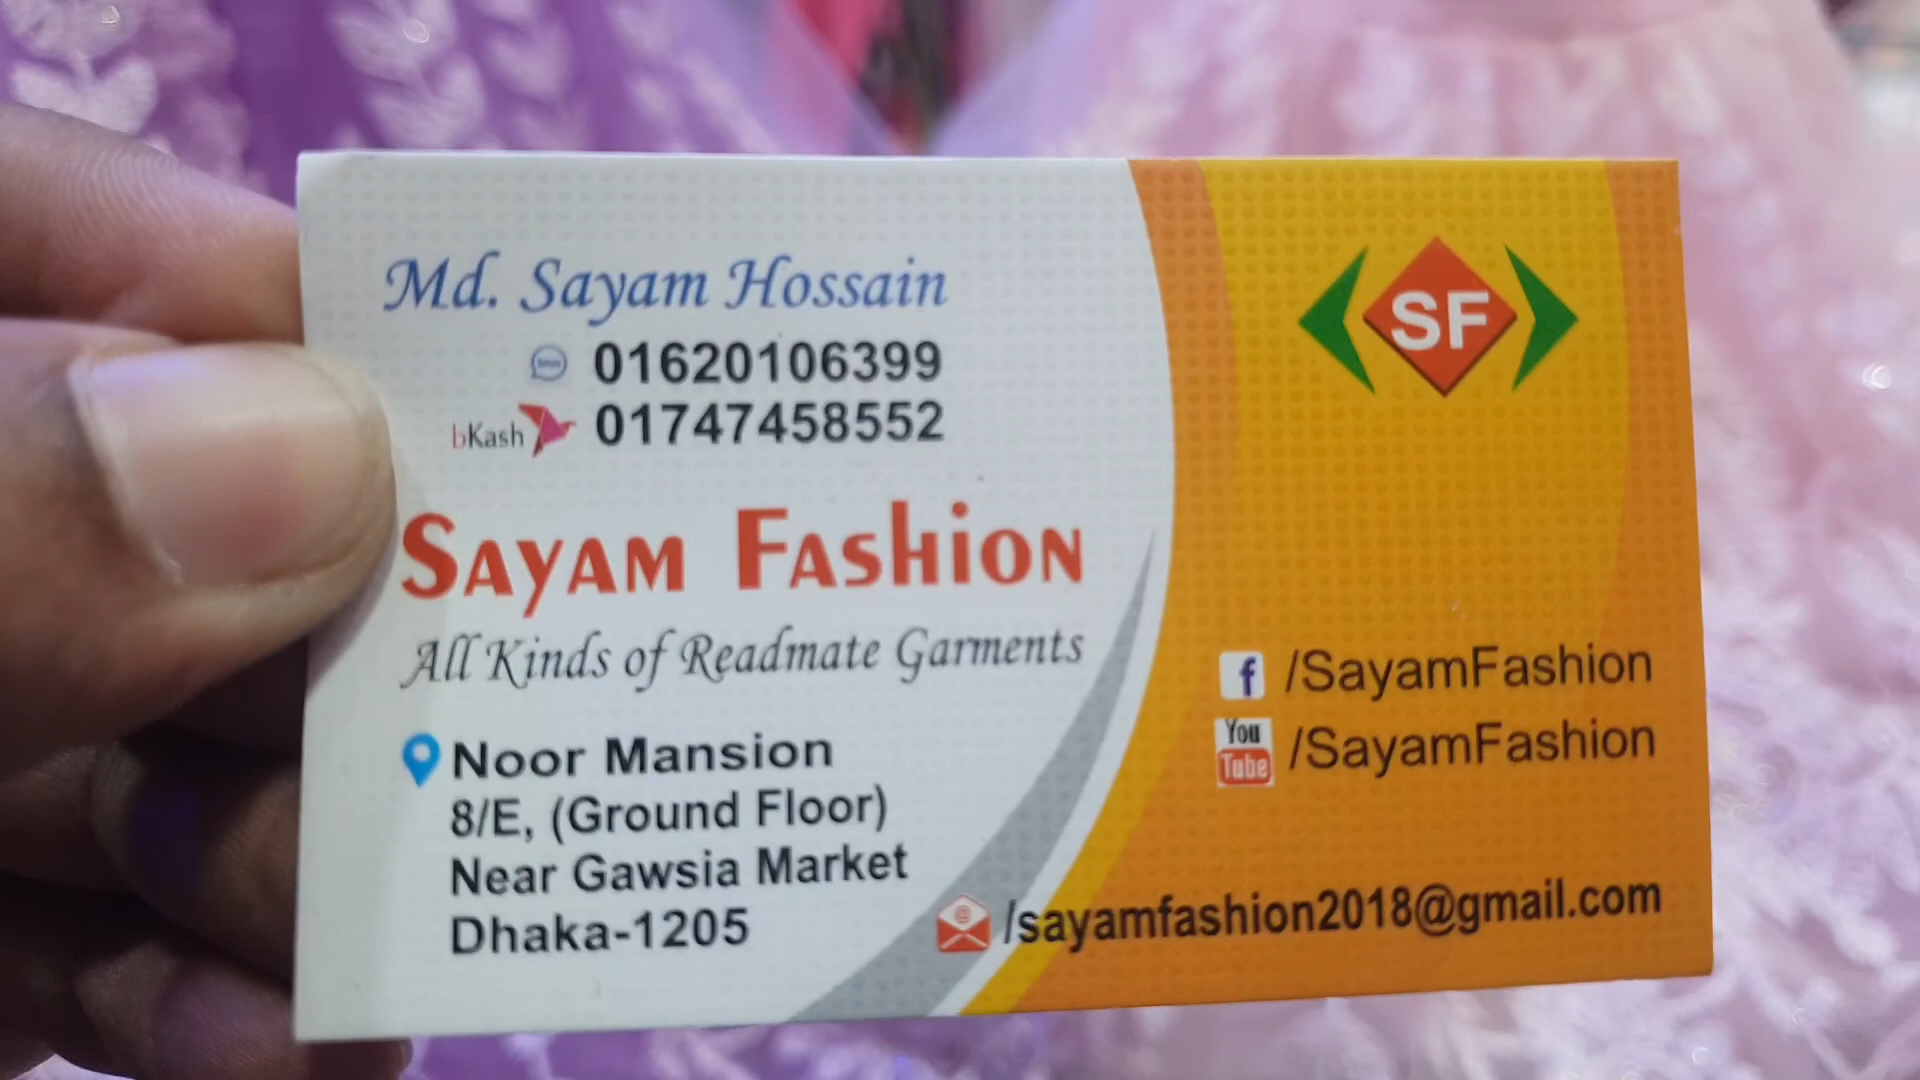 Md. Sayam Hossain
01620106399
bKash 01747458552
SF
Sayam Fashion
All Kinds of Readmate Garments
Noor Mansion
8/E, (Ground Floor)
Near Gawsia Market
Dhaka-1205
/SayamFashion
You Tube /SayamFashion
/sayamfashion2018@gmail.com